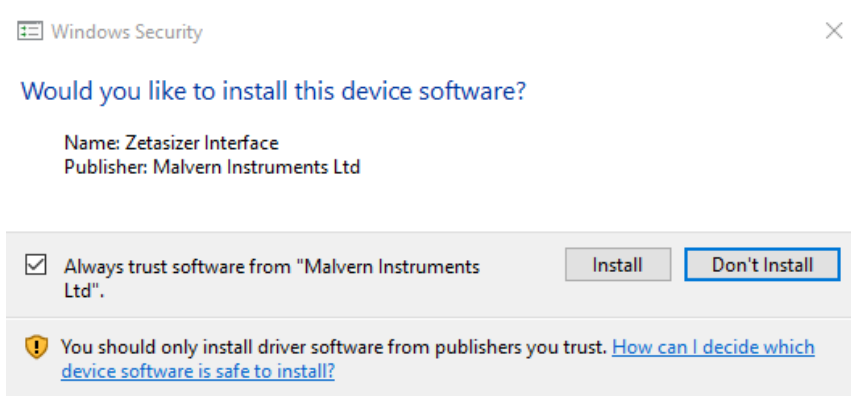 Windows Security
Would you like to install this device software?
Name: Zetasizer Interface
Publisher: Malvern Instruments Ltd
Always trust software from "Malvern Instruments
Ltd".
Install
Don't Install
You should only install driver software from publishers you trust. How can I decide which
device software is safe to install?